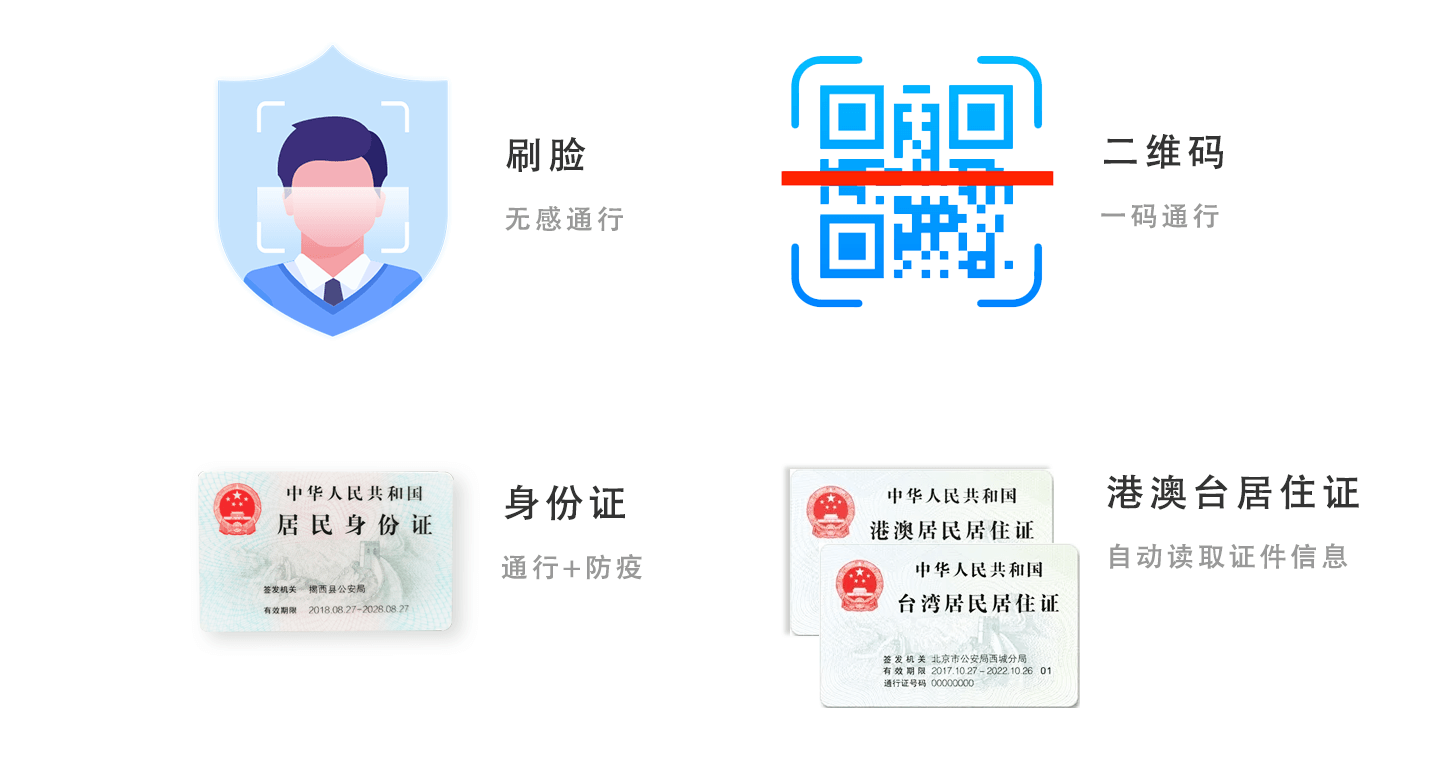 刷脸
无感通行
二维码
一码通行
中华人民共和国
居民身份证
签发机关 揭西县公安局
有效期限 2018.08.27-2028.08.27
身份证
通行+防疫
中华人民共和国
港澳居民居住证
中华人民共和国
台湾居民居住证
签发机关 北京市公安局西城分局
有效期限 2017.10.27-2022.10.26 01
通行证号码 00000000
港澳台居住证
自动读取证件信息